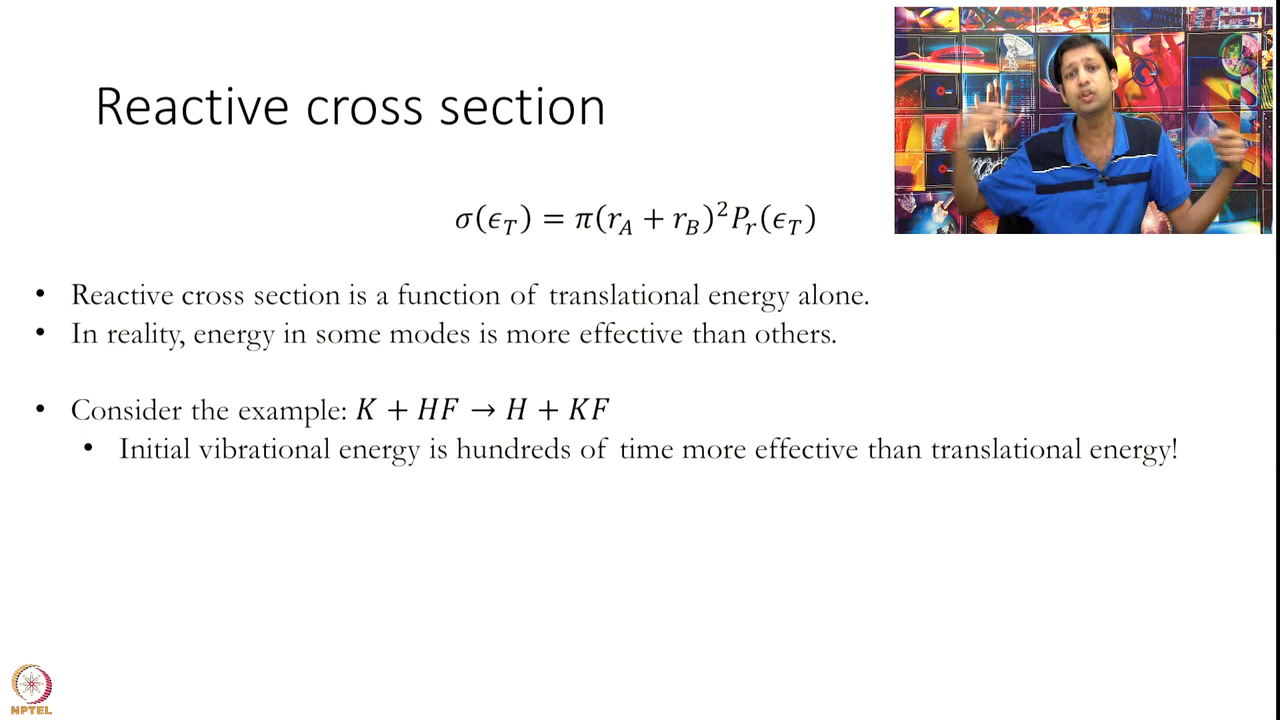 Reactive cross section
σ(ϵ_T) = π(r_A + r_B)²P_r(ϵ_T)
• Reactive cross section is a function of translational energy alone.
• In reality, energy in some modes is more effective than others.
• Consider the example: K + HF → H + KF
• Initial vibrational energy is hundreds of time more effective than translational energy!
NPTEL